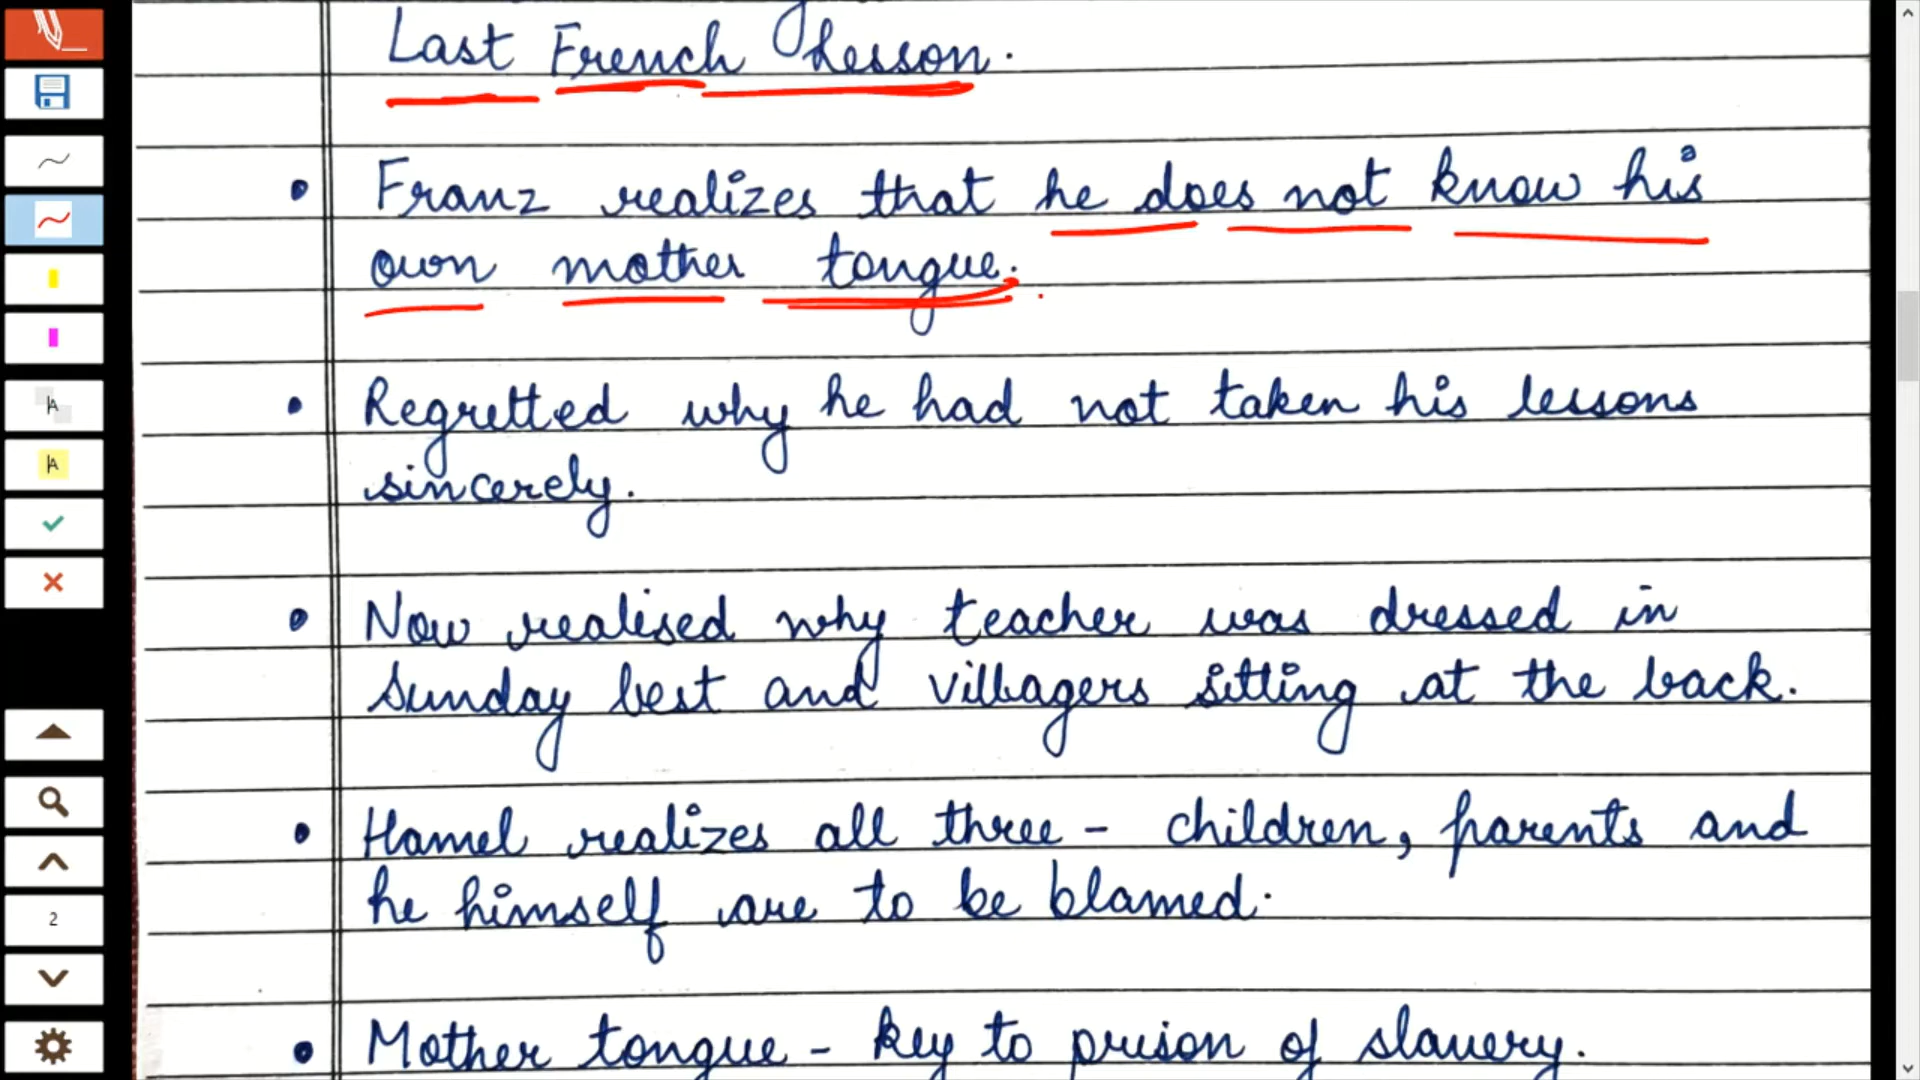 Last French Lesson.
• Franz realizes that he does not know his
own mother tongue.
• Regretted why he had not taken his lessons
sincerely.
• Now realised why teacher was dressed in
Sunday best and villagers sitting at the back.
• Hamel realizes all three - children, parents and
he himself are to be blamed.
• Mother tongue - key to prison of slavery.
A
A
2